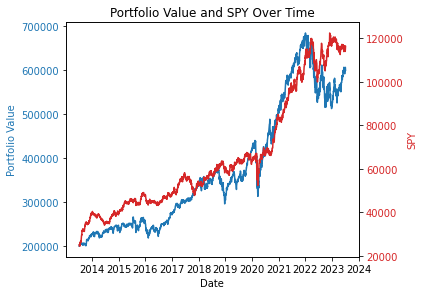 Portfolio Value and SPY Over Time
700000
600000
500000
400000
300000
200000
Portfolio Value
120000
100000
80000
60000
40000
20000
SPY
2014 2015 2016 2017 2018 2019 2020 2021 2022 2023 2024
Date